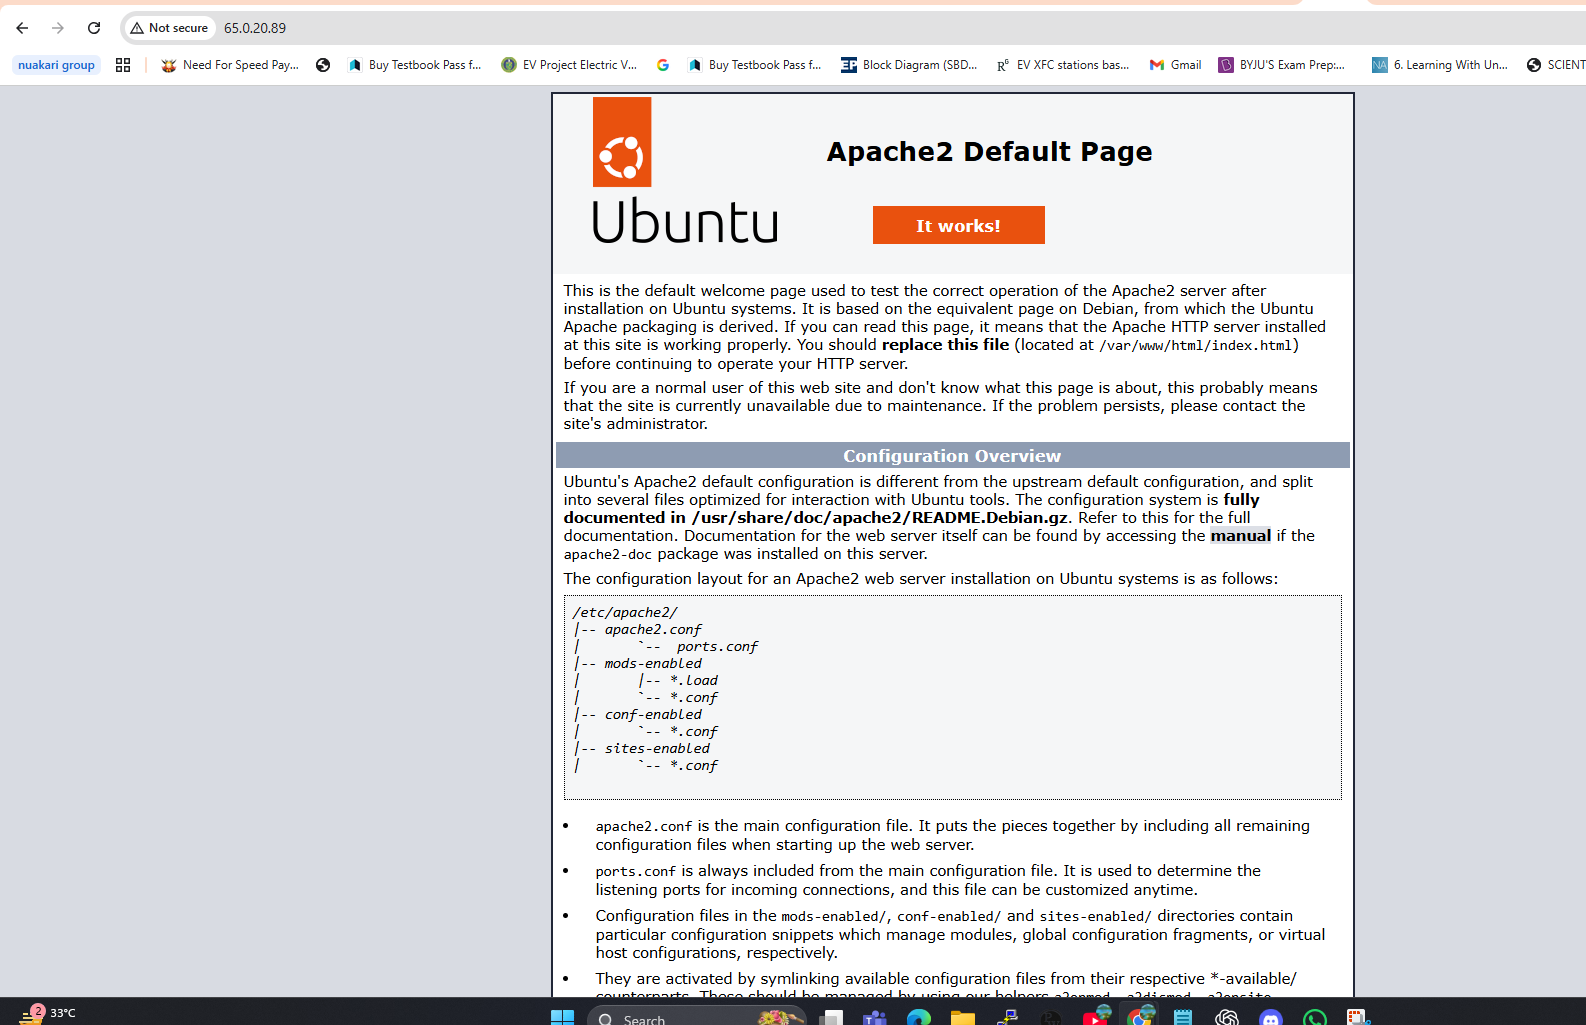 Not secure 65.0.20.89
nuakari group Need For Speed Pay... Buy Testbook Pass f... EV Project Electric V... Buy Testbook Pass f... Block Diagram (SBD... EV XFC stations bas... Gmail BYJU'S Exam Prep:... 6. Learning With Un... SCIENT
Apache2 Default Page
Ubuntu
It works!
This is the default welcome page used to test the correct operation of the Apache2 server after
installation on Ubuntu systems. It is based on the equivalent page on Debian, from which the Ubuntu
Apache packaging is derived. If you can read this page, it means that the Apache HTTP server installed
at this site is working properly. You should replace this file (located at /var/www/html/index.html)
before continuing to operate your HTTP server.
If you are a normal user of this web site and don't know what this page is about, this probably means
that the site is currently unavailable due to maintenance. If the problem persists, please contact the
site's administrator.
Configuration Overview
Ubuntu's Apache2 default configuration is different from the upstream default configuration, and split
into several files optimized for interaction with Ubuntu tools. The configuration system is fully
documented in /usr/share/doc/apache2/README.Debian.gz. Refer to this for the full
documentation. Documentation for the web server itself can be found by accessing the manual if the
apache2-doc package was installed on this server.
The configuration layout for an Apache2 web server installation on Ubuntu systems is as follows:
/etc/apache2/
|-- apache2.conf
|       `--  ports.conf
|-- mods-enabled
|       |-- *.load
|       `-- *.conf
|-- conf-enabled
|       `-- *.conf
|-- sites-enabled
|       `-- *.conf
• apache2.conf is the main configuration file. It puts the pieces together by including all remaining
configuration files when starting up the web server.
• ports.conf is always included from the main configuration file. It is used to determine the
listening ports for incoming connections, and this file can be customized anytime.
• Configuration files in the mods-enabled/, conf-enabled/ and sites-enabled/ directories contain
particular configuration snippets which manage modules, global configuration fragments, or virtual
host configurations, respectively.
• They are activated by symlinking available configuration files from their respective *-available/
counterparts. These should be managed by using our helpers a2enmod, a2dismod, a2ensite,
2 33°C Search